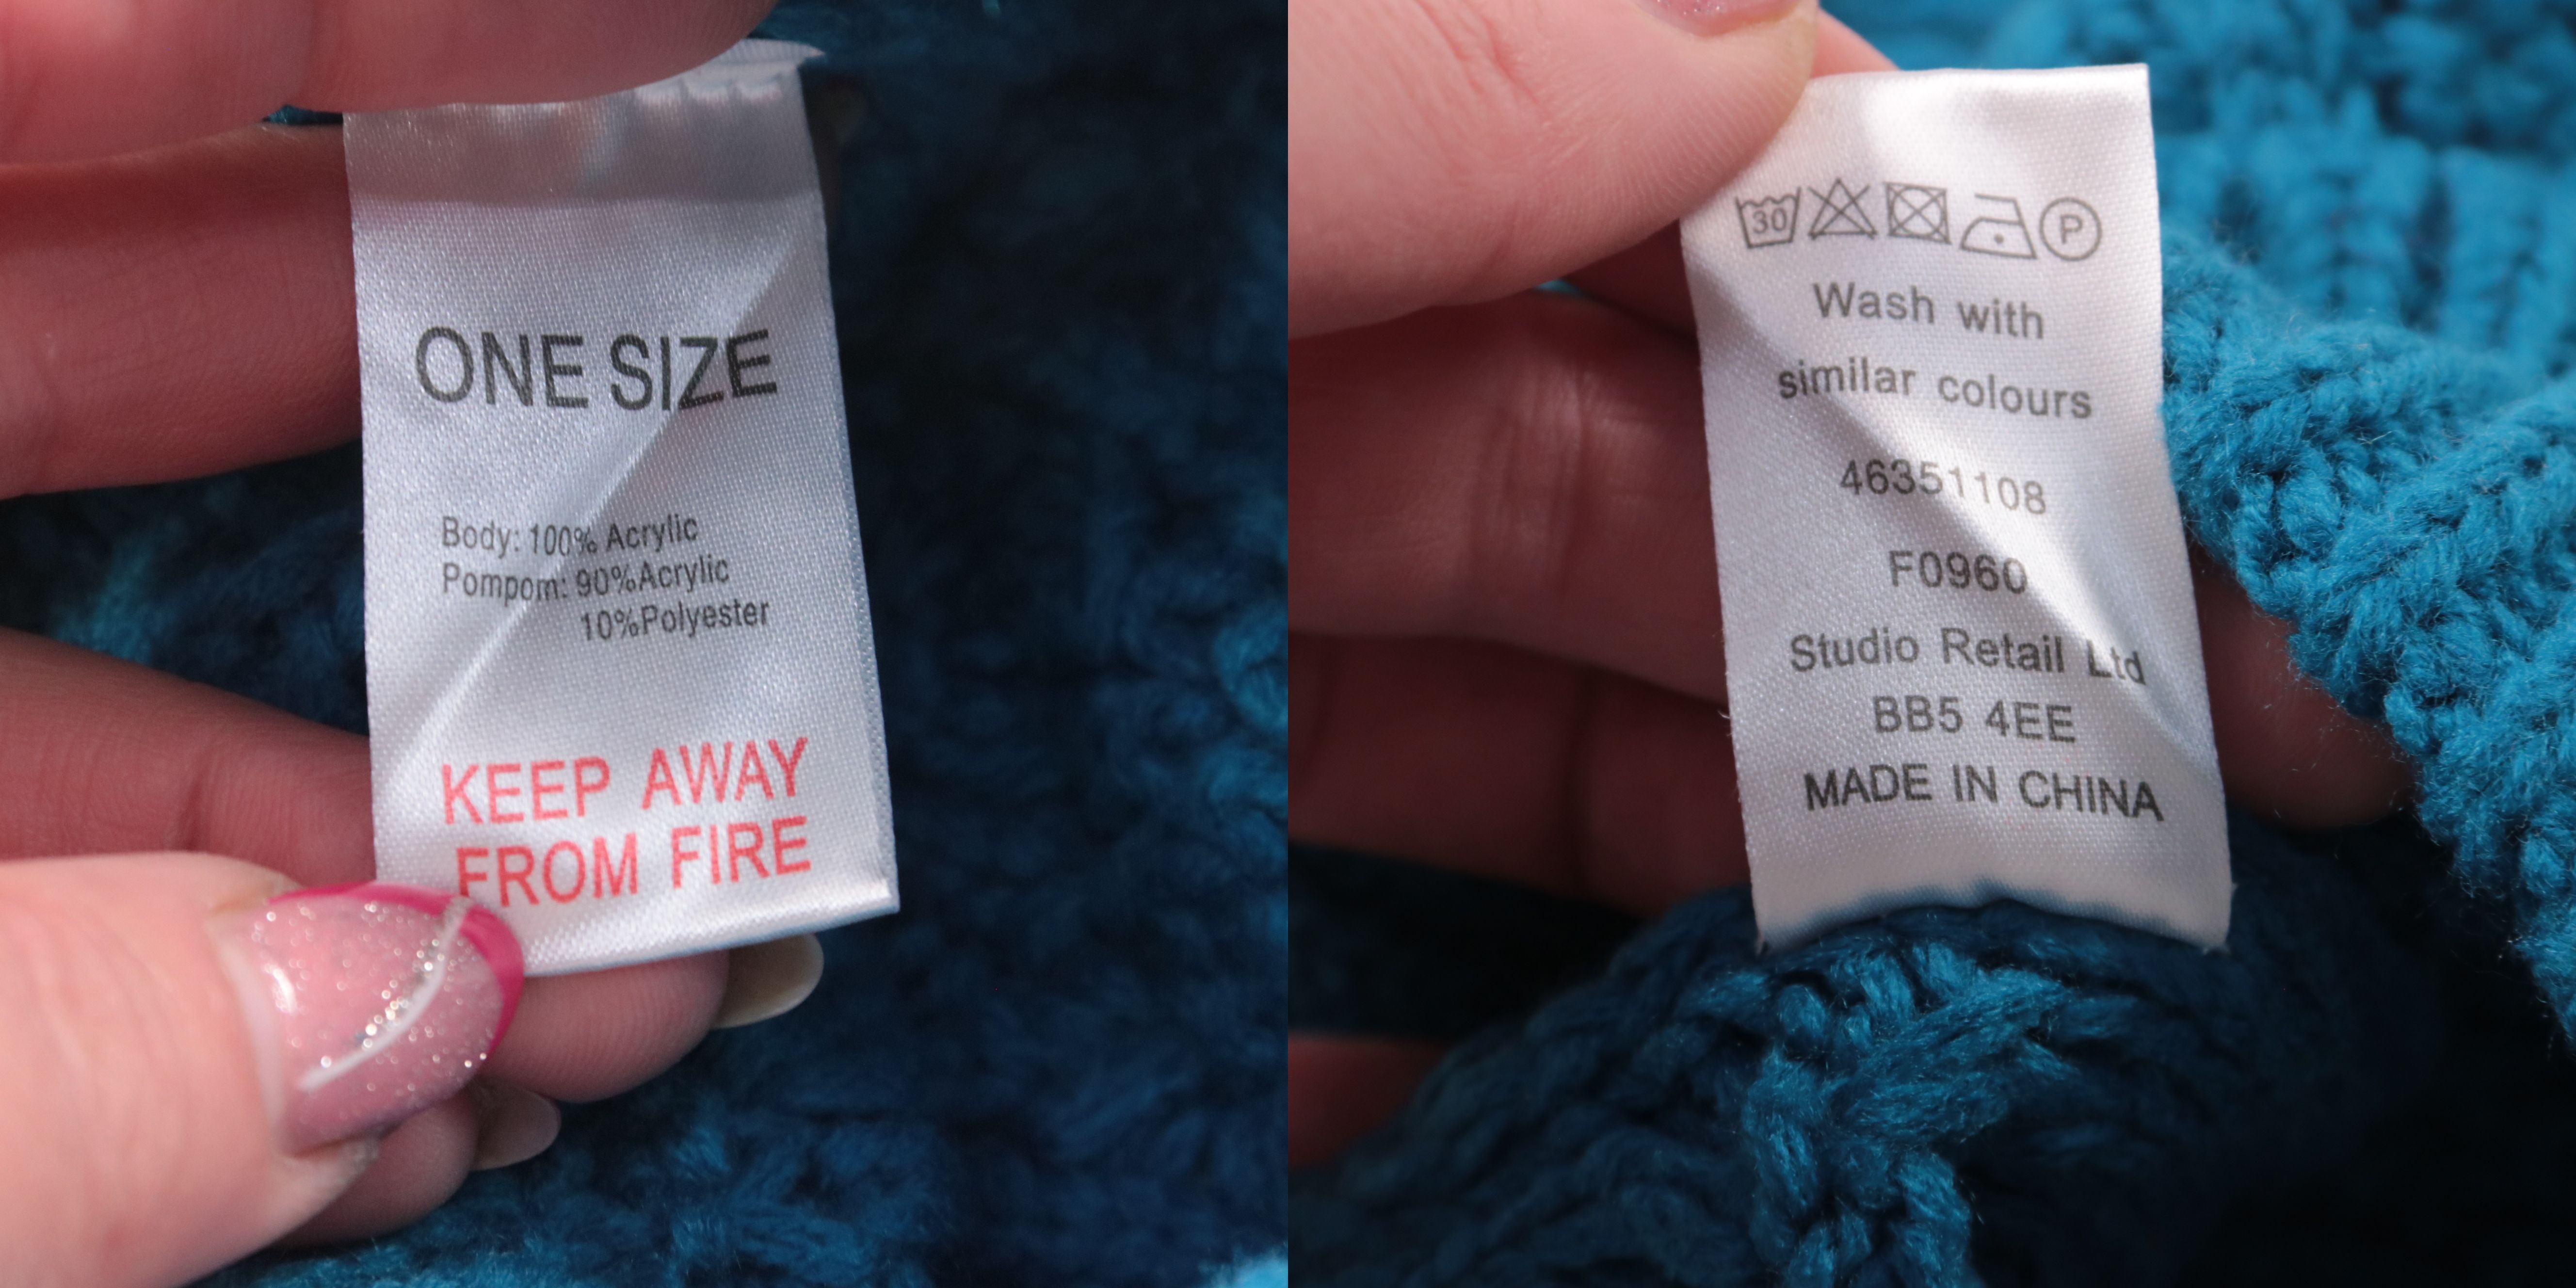 ONE SIZE
Body: 100% Acrylic
Pompom: 90%Acrylic
10%Polyester
KEEP AWAY
FROM FIRE
30
P
Wash with
similar colours
46351108
F0960
Studio Retail Ltd
BB5 4EE
MADE IN CHINA